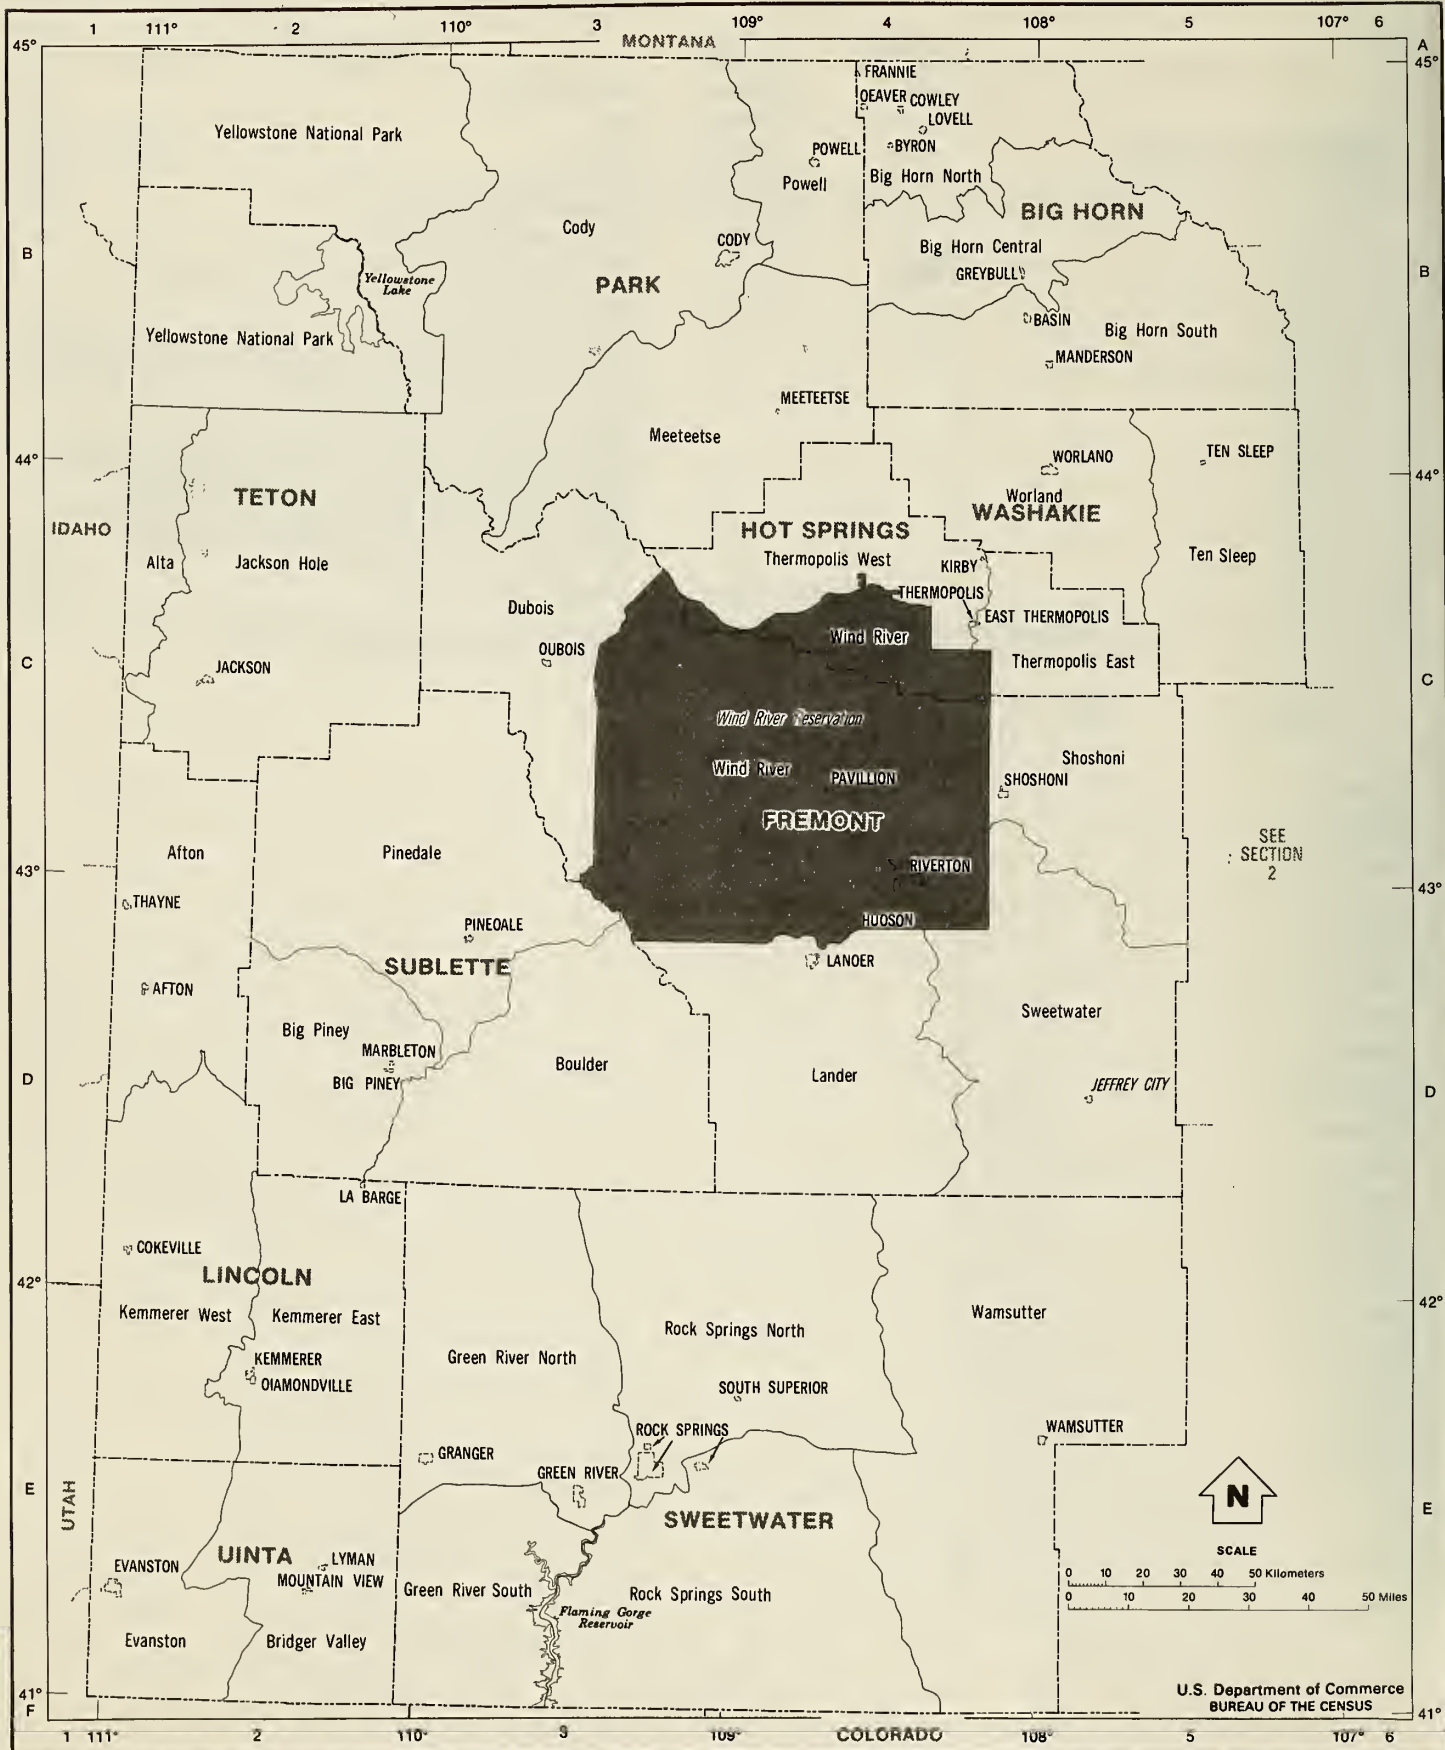 1 111° 2 110° 3 109° 4 108° 5 107° 6
MONTANA
A
45°
45°
FRANNIE
OEAVER COWLEY
LOVELL
Yellowstone National Park
POWELL
BYRON
Powell
Big Horn North
BIG HORN
Cody
CODY
Big Horn Central
B
B
GREYBULL
Yellowstone
Lake
PARK
BASIN
Big Horn South
Yellowstone National Park
MANDERSON
MEETEETSE
Meeteetse
44°
44°
WORLANO
TEN SLEEP
TETON
Worland
WASHAKIE
IDAHO
HOT SPRINGS
Alta
Jackson Hole
Thermopolis West
KIRBY
Ten Sleep
THERMOPOLIS
Dubois
EAST THERMOPOLIS
Wind River
OUBOIS
C
C
JACKSON
Thermopolis East
Wind River Reservation
Shoshoni
Wind River
PAVILLION
SHOSHONI
FREMONT
SEE
SECTION
2
Afton
Pinedale
43°
43°
RIVERTON
THAYNE
HUOSON
PINEOALE
SUBLETTE
LANOER
AFTON
Sweetwater
Big Piney
MARBLETON
Boulder
Lander
D
D
BIG PINEY
JEFFREY CITY
LA BARGE
COKEVILLE
LINCOLN
42°
42°
Kemmerer West
Kemmerer East
Wamsutter
Rock Springs North
Green River North
KEMMERER
OIAMONDVILLE
SOUTH SUPERIOR
ROCK SPRINGS
WAMSUTTER
GRANGER
GREEN RIVER
E
E
UTAH
SWEETWATER
N
SCALE
UINTA
LYMAN
EVANSTON
MOUNTAIN VIEW
0 10 20 30 40 50 Kilometers
0 10 20 30 40 50 Miles
Green River South
Rock Springs South
Flaming Gorge
Reservoir
Evanston
Bridger Valley
U.S. Department of Commerce
BUREAU OF THE CENSUS
41°
41°
F
1 111° 2 110° 3 109° COLORADO 108° 5 107° 6